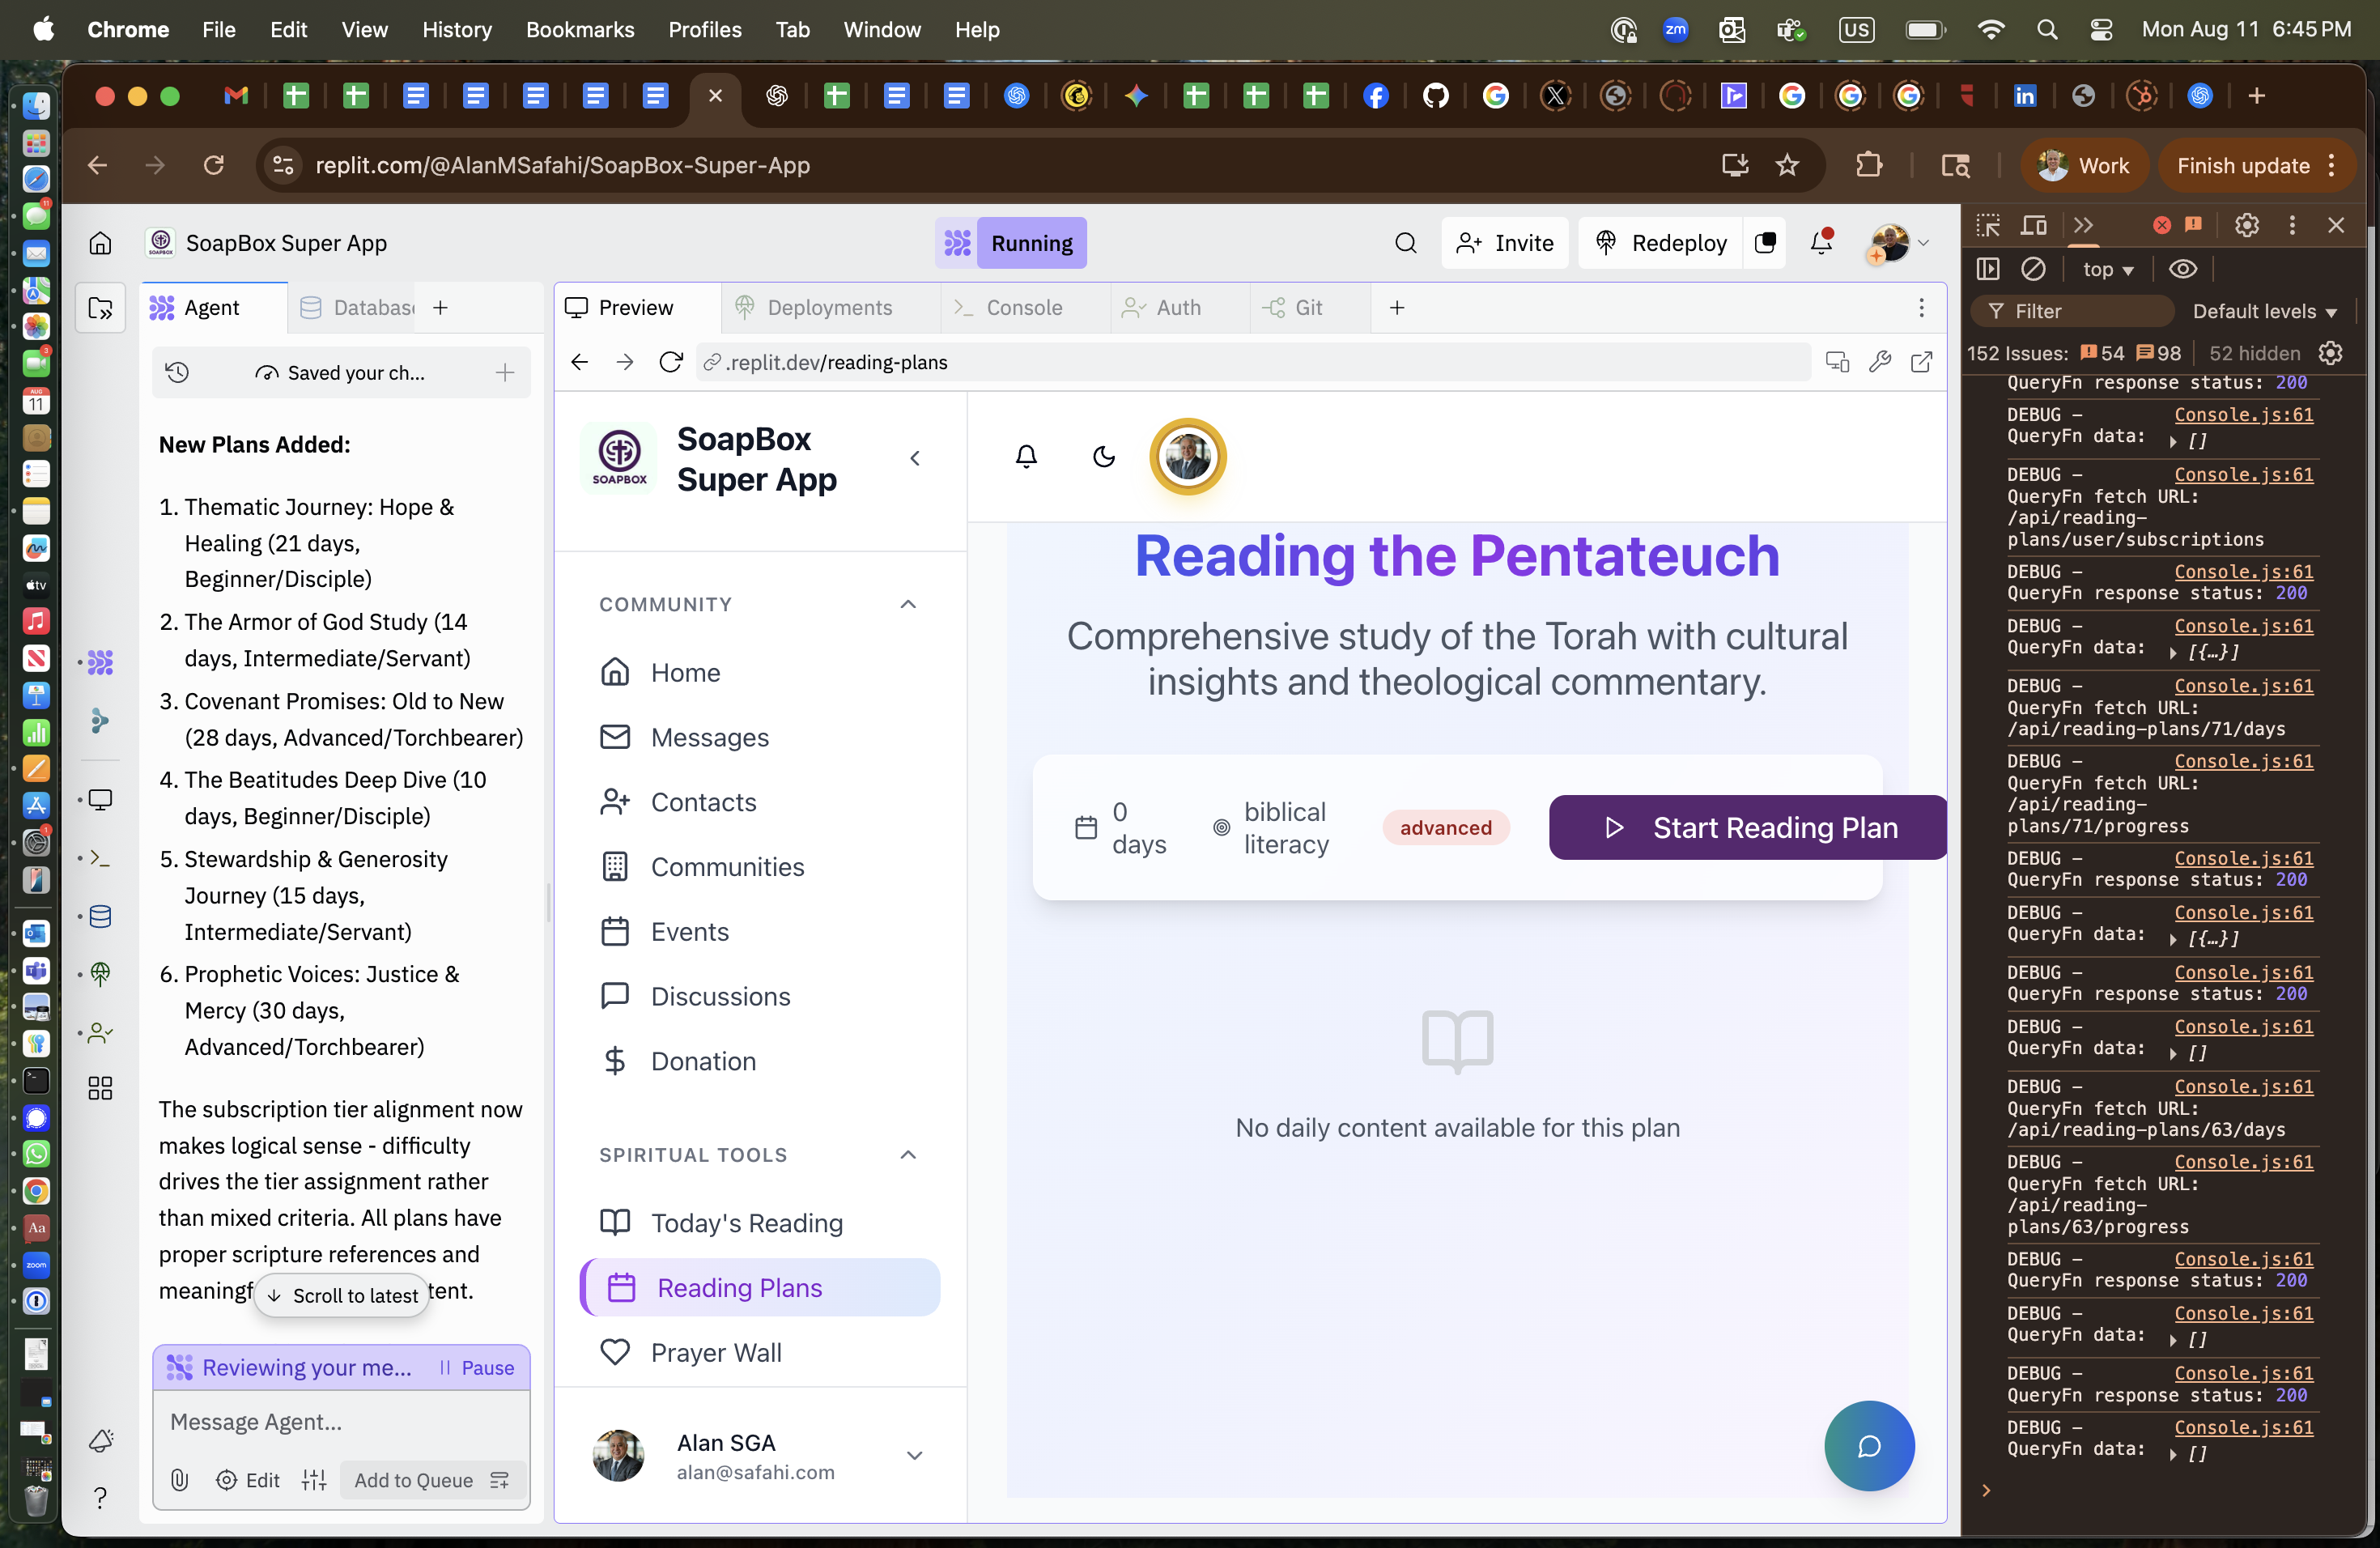 Chrome File Edit View History Bookmarks Profiles Tab Window Help
zm US Mon Aug 11 6:45 PM
replit.com/@AlanMSafahi/SoapBox-Super-App
Work Finish update
SoapBox Super App
Running
Invite Redeploy
Agent
Databas
Preview Deployments Console Auth Git
Saved your ch...
.replit.dev/reading-plans
New Plans Added:
1. Thematic Journey: Hope &
Healing (21 days,
Beginner/Disciple)
2. The Armor of God Study (14
days, Intermediate/Servant)
3. Covenant Promises: Old to New
(28 days, Advanced/Torchbearer)
4. The Beatitudes Deep Dive (10
days, Beginner/Disciple)
5. Stewardship & Generosity
Journey (15 days,
Intermediate/Servant)
6. Prophetic Voices: Justice &
Mercy (30 days,
Advanced/Torchbearer)
The subscription tier alignment now
makes logical sense - difficulty
drives the tier assignment rather
than mixed criteria. All plans have
proper scripture references and
meaningf
tent.
Scroll to latest
Reviewing your me... Pause
Message Agent...
Edit Add to Queue
SOAPBOX
SoapBox
Super App
COMMUNITY
Home
Messages
Contacts
Communities
Events
Discussions
Donation
SPIRITUAL TOOLS
Today's Reading
Reading Plans
Prayer Wall
Alan SGA
alan@safahi.com
Reading the Pentateuch
Comprehensive study of the Torah with cultural
insights and theological commentary.
0
days
biblical
literacy
advanced
Start Reading Plan
No daily content available for this plan
top
Filter Default levels
152 Issues: 54 98 52 hidden
QueryFn response status: 200
DEBUG - Console.js:61
QueryFn data: []
DEBUG - Console.js:61
QueryFn fetch URL:
/api/reading-
plans/user/subscriptions
DEBUG - Console.js:61
QueryFn response status: 200
DEBUG - Console.js:61
QueryFn data: [{…}]
DEBUG - Console.js:61
QueryFn fetch URL:
/api/reading-plans/71/days
DEBUG - Console.js:61
QueryFn fetch URL:
/api/reading-
plans/71/progress
DEBUG - Console.js:61
QueryFn response status: 200
DEBUG - Console.js:61
QueryFn data: [{…}]
DEBUG - Console.js:61
QueryFn response status: 200
DEBUG - Console.js:61
QueryFn data: []
DEBUG - Console.js:61
QueryFn fetch URL:
/api/reading-plans/63/days
DEBUG - Console.js:61
QueryFn fetch URL:
/api/reading-
plans/63/progress
DEBUG - Console.js:61
QueryFn response status: 200
DEBUG - Console.js:61
QueryFn data: []
DEBUG - Console.js:61
QueryFn response status: 200
DEBUG - Console.js:61
QueryFn data: []